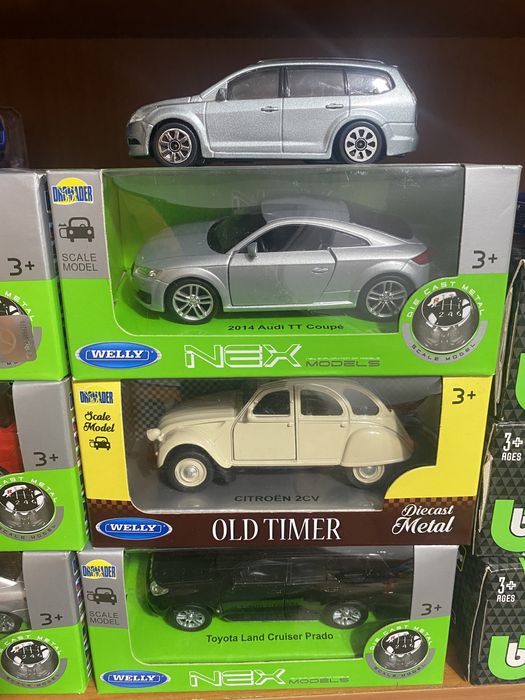 DROMADER
SCALE
MODEL
3+
3+
2014 Audi TT Coupé
DIE CAST METAL
246
SCALE MODEL
WELLY
NEX
MODELS
DROMADER
Scale
Model
3+
3+
CITROËN 2CV
WELLY
OLD TIMER
Diecast
Metal
3+
AGES
DROMADER
SCALE
MODEL
3+
3+
Toyota Land Cruiser Prado
WELLY
NEX
MODELS
3+
AGES